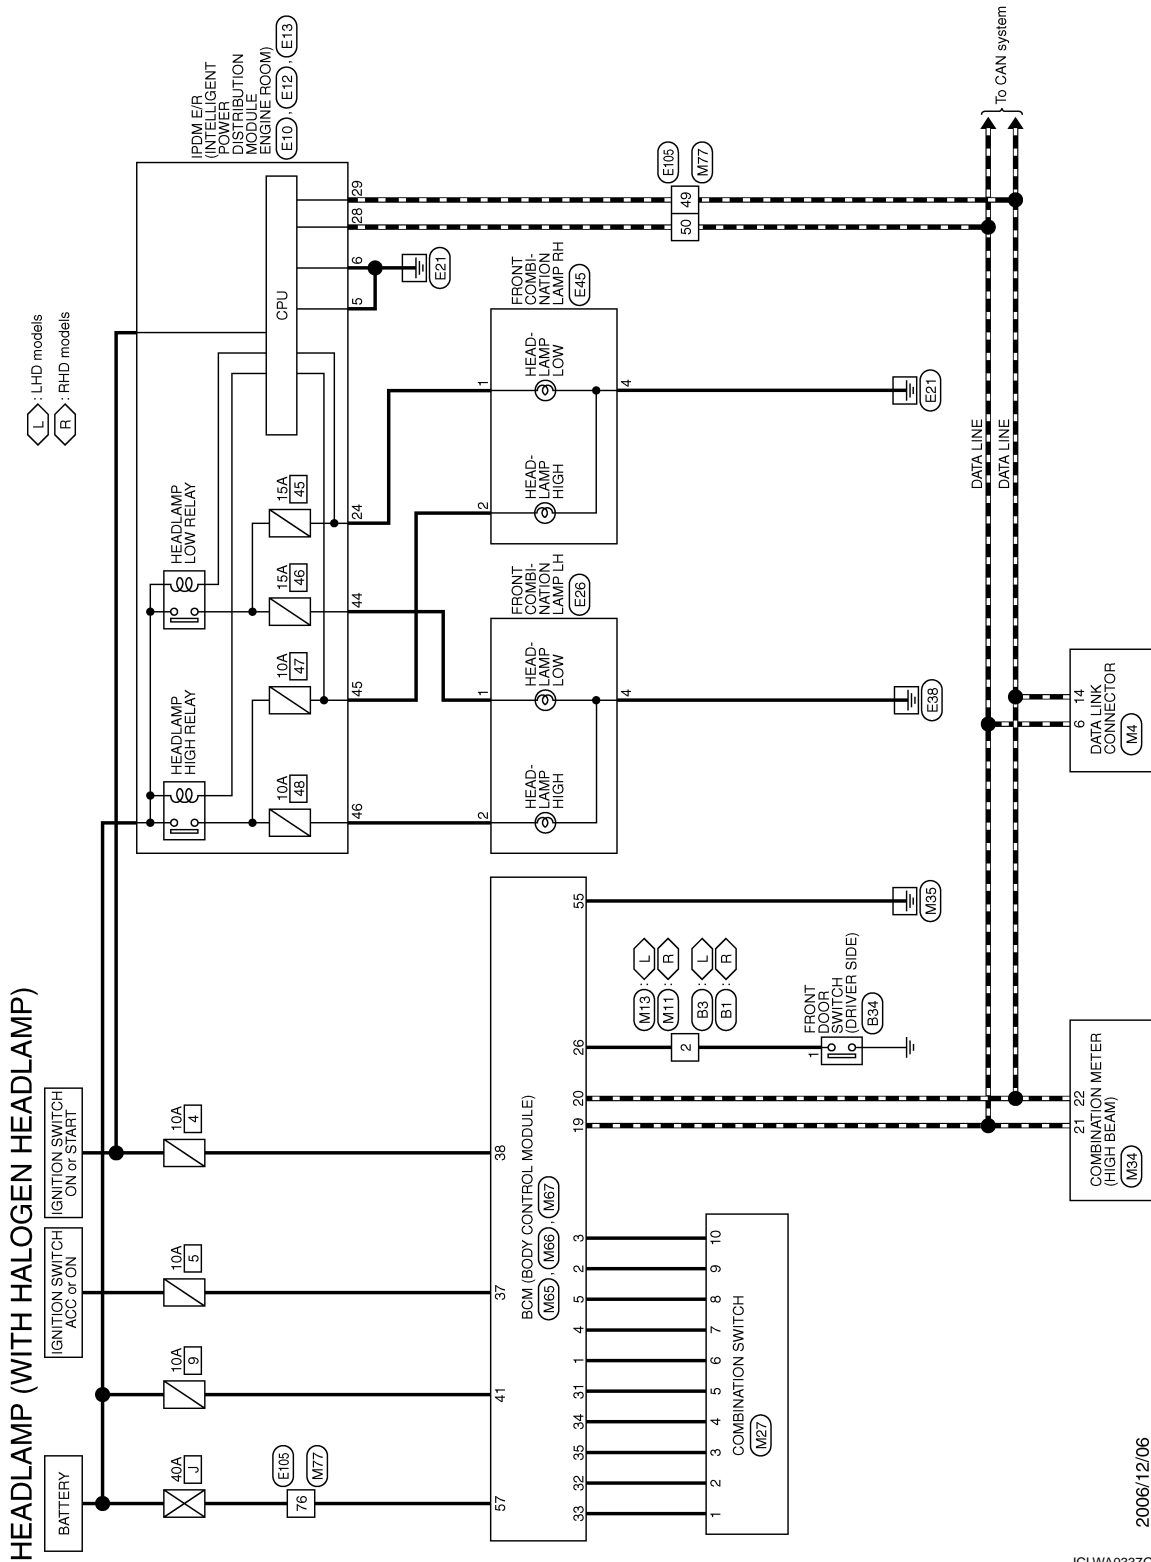 HEADLAMP (WITH HALOGEN HEADLAMP)
BATTERY
IGNITION SWITCH
ACC or ON
IGNITION SWITCH
ON or START
L : LHD models
R : RHD models
40A
J
10A
9
10A
5
10A
4
76
E105
M77
57
41
37
38
BCM (BODY CONTROL MODULE)
M65 , M66 , M67
33
32
35
34
31
1
4
5
2
3
19
20
26
55
1
2
3
4
5
6
7
8
9
10
COMBINATION SWITCH
M27
2
M13 : L
M11 : R
B3 : L
B1 : R
1
FRONT
DOOR
SWITCH
(DRIVER SIDE)
B34
M35
HEADLAMP
HIGH RELAY
HEADLAMP
LOW RELAY
10A
48
10A
47
15A
46
15A
45
CPU
IPDM E/R
(INTELLIGENT
POWER
DISTRIBUTION
MODULE
ENGINE ROOM)
E10 , E12 , E13
46
45
44
24
5
6
28
29
E21
FRONT
COMBI-
NATION
LAMP LH
E26
2
1
HEAD-
LAMP
HIGH
HEAD-
LAMP
LOW
4
E38
FRONT
COMBI-
NATION
LAMP RH
E45
2
1
HEAD-
LAMP
HIGH
HEAD-
LAMP
LOW
4
E21
50
49
E105
M77
DATA LINE
DATA LINE
To CAN system
21
22
COMBINATION METER
(HIGH BEAM)
M34
6
14
DATA LINK
CONNECTOR
M4
2006/12/06